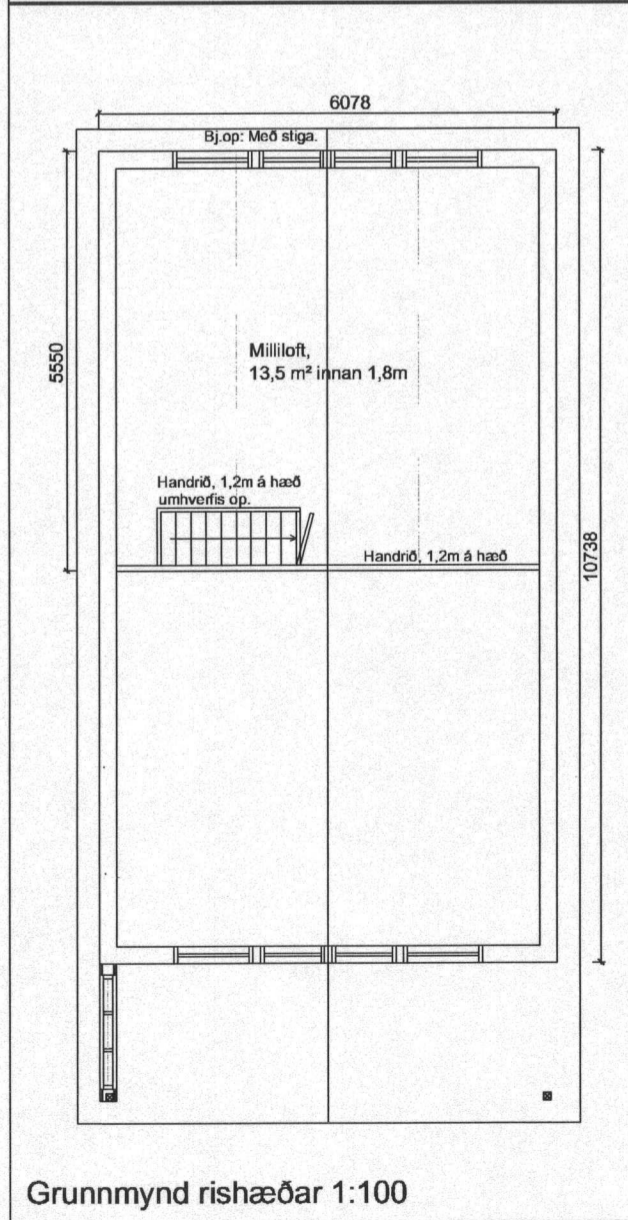 6078
Bj.op: Með stiga.
5550
Milliloft,
13,5 m² innan 1,8m
Handrið, 1,2m á hæð
umhverfis op.
Handrið, 1,2m á hæð
10738
Grunnmynd rishæðar 1:100